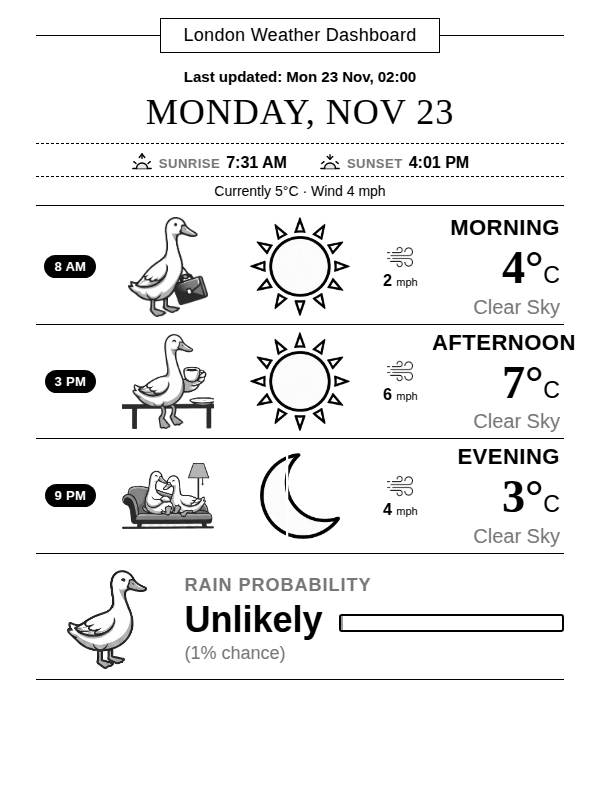 London Weather Dashboard
Last updated: Mon 23 Nov, 02:00
MONDAY, NOV 23
SUNRISE 7:31 AM SUNSET 4:01 PM
Currently 5°C · Wind 4 mph
8 AM
2 mph
MORNING
4°C
Clear Sky
3 PM
6 mph
AFTERNOON
7°C
Clear Sky
9 PM
4 mph
EVENING
3°C
Clear Sky
RAIN PROBABILITY
Unlikely
(1% chance)